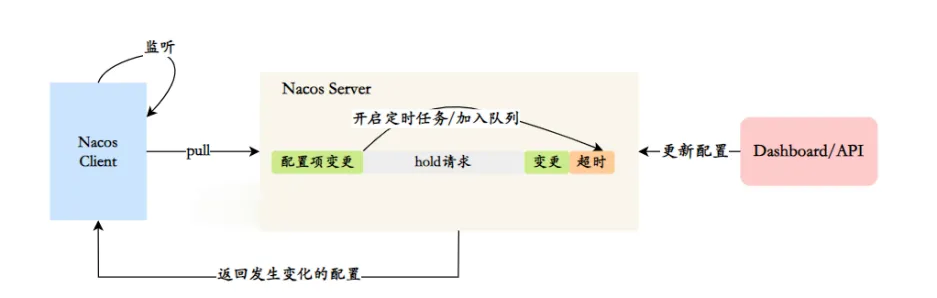 监听
Nacos Server
开启定时任务/加入队列
Nacos
Client
pull
配置项变更
hold请求
变更
超时
更新配置
Dashboard/API
返回发生变化的配置